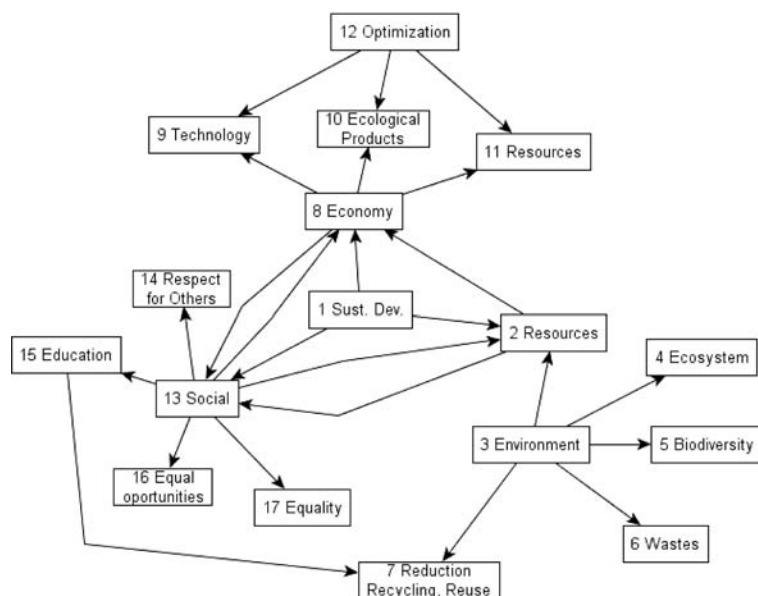 12 Optimization
9 Technology
10 Ecological
Products
11 Resources
8 Economy
14 Respect
for Others
1 Sust. Dev.
2 Resources
15 Education
4 Ecosystem
13 Social
3 Environment
5 Biodiversity
16 Equal
oportunities
17 Equality
6 Wastes
7 Reduction
Recycling, Reuse